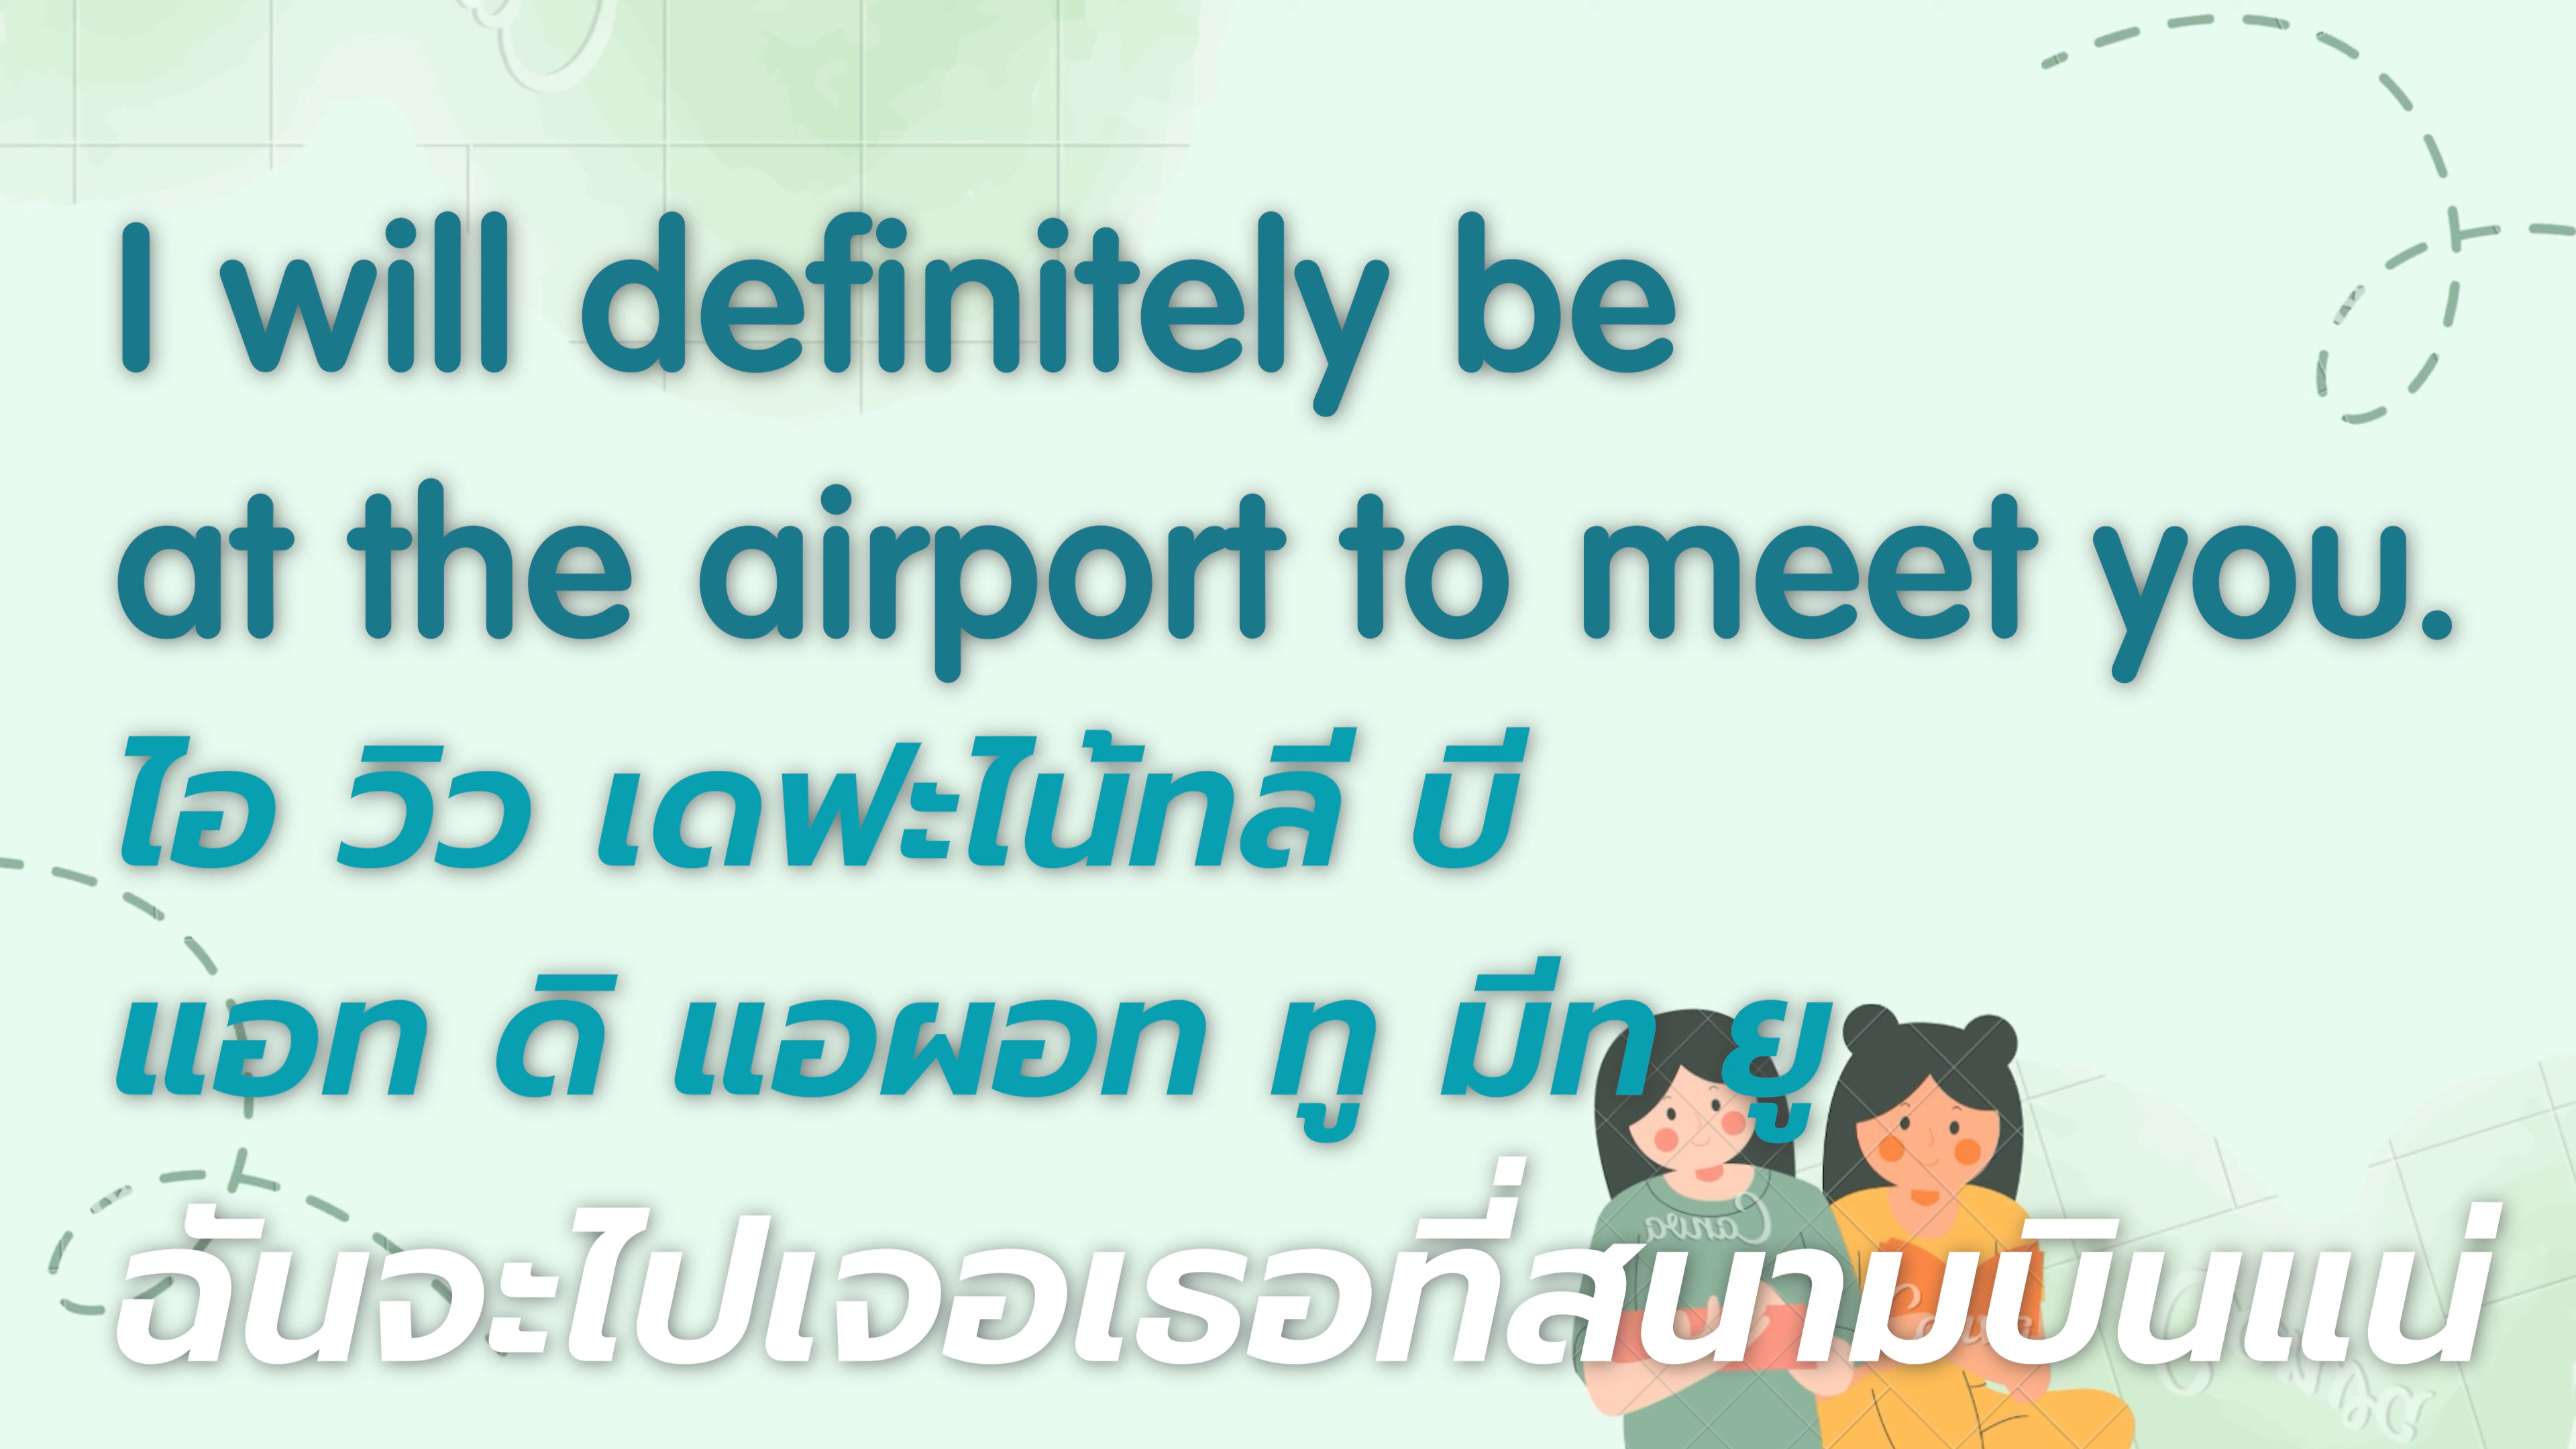 I will definitely be
at the airport to meet you.
ไอ วิว เดฟะไน้ทลี บี
แอท ดิ แอผอท ทู มีท ยู
ฉันจะไปเจอเธอที่สนามบินแน่
Canva